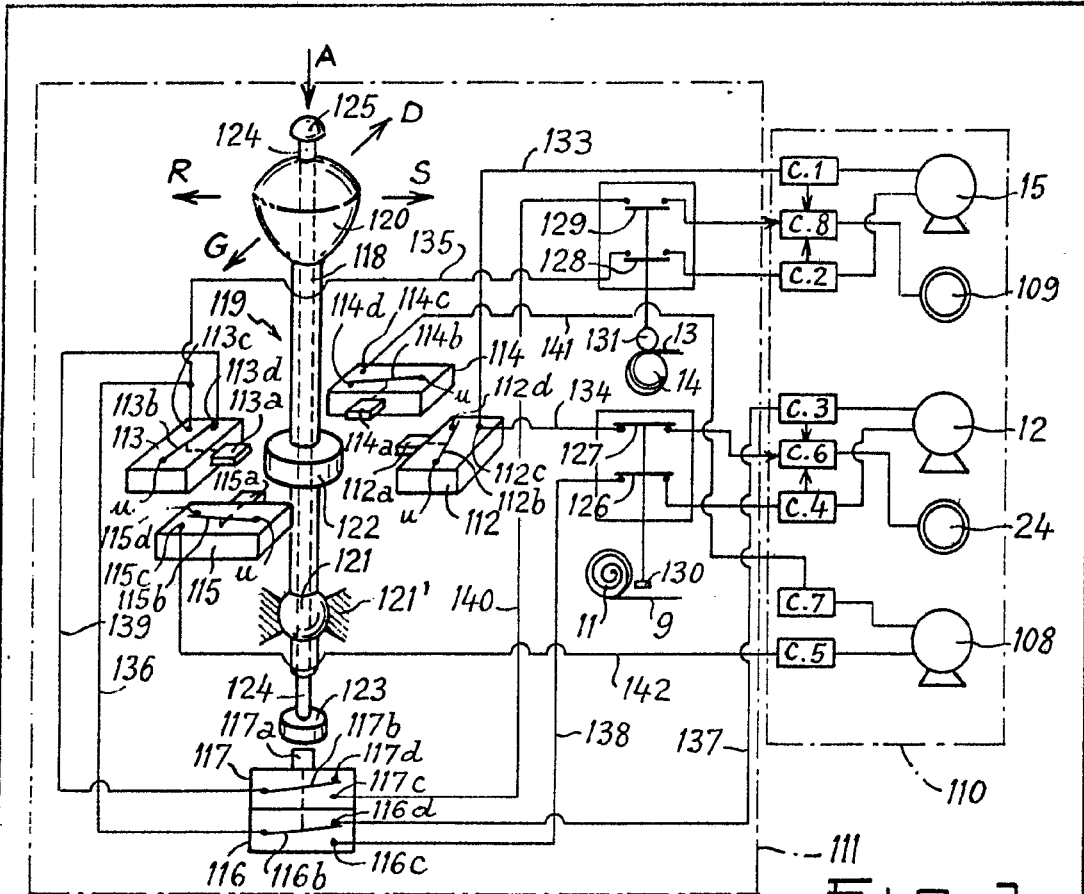 A
125
D
124
133
R
S
C.1
15
129
C.8
120
128
G
135
118
C.2
109
114d
114c
119
114b
141
131
13
113c
114
14
113d
u
112d
113b
113a
134
C.3
113
114a
127
12
115a
112c
C.6
u
112a
126
122
u
112
112b
C.4
115d
24
115c
u
121
130
115b
115
121'
140
11
9
C.7
139
108
C.5
136
124
123
142
117a
117b
138
137
117d
117
117c
110
116d
116
116b
116c
111